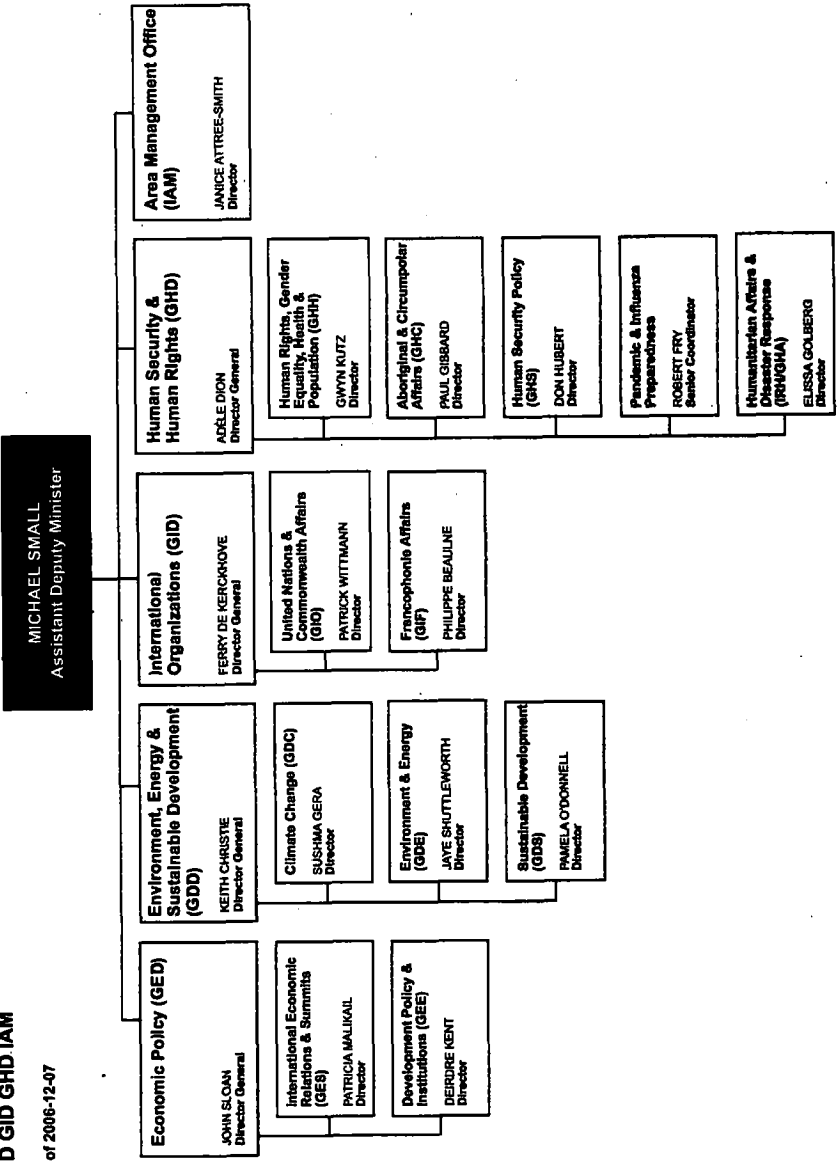 D GID GHD IAM
of 2006-12-07
MICHAEL SMALL
Assistant Deputy Minister
Economic Policy (GED)
JOHN SLOAN
Director General
International Economic
Relations & Summits
(GES)
PATRICIA MALIKAIL
Director
Development Policy &
Institutions (GEE)
DEIRDRE KENT
Director
Environment, Energy &
Sustainable Development
(GDD)
KEITH CHRISTIE
Director General
Climate Change (GDC)
SUSHMA GERA
Director
Environment & Energy
(GDE)
JAYE SHUTTLEWORTH
Director
Sustainable Development
(GDS)
PAMELA O'DONNELL
Director
International
Organizations (GID)
FERRY DE KERCKHOVE
Director General
United Nations &
Commonwealth Affairs
(GIO)
PATRICK WITTMANN
Director
Francophonie Affairs
(GIF)
PHILIPPE BEAULNE
Director
Human Security &
Human Rights (GHD)
ADÈLE DION
Director General
Human Rights, Gender
Equality, Health &
Population (GHH)
GWYN KUTZ
Director
Aboriginal & Circumpolar
Affairs (GHC)
PAUL GIBBARD
Director
Human Security Policy
(GHS)
DON HUBERT
Director
Pandemic & Influenza
Preparedness
ROBERT FRY
Senior Coordinator
Humanitarian Affairs &
Disaster Response
(IRH/GHA)
ELISSA GOLBERG
Director
Area Management Office
(IAM)
JANICE ATTREE-SMITH
Director